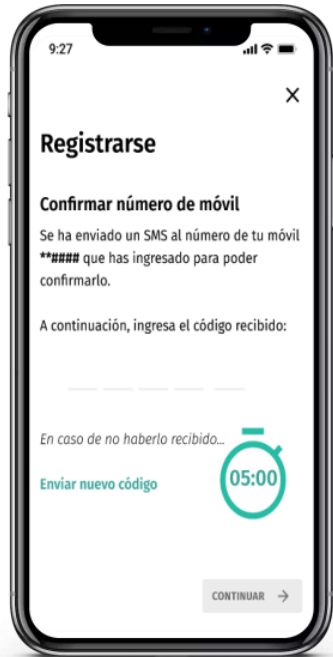 9:27
X
Registrarse
Confirmar número de móvil
Se ha enviado un SMS al número de tu móvil
**#### que has ingresado para poder
confirmarlo.
A continuación, ingresa el código recibido:
En caso de no haberlo recibido...
Enviar nuevo código
05:00
CONTINUAR →